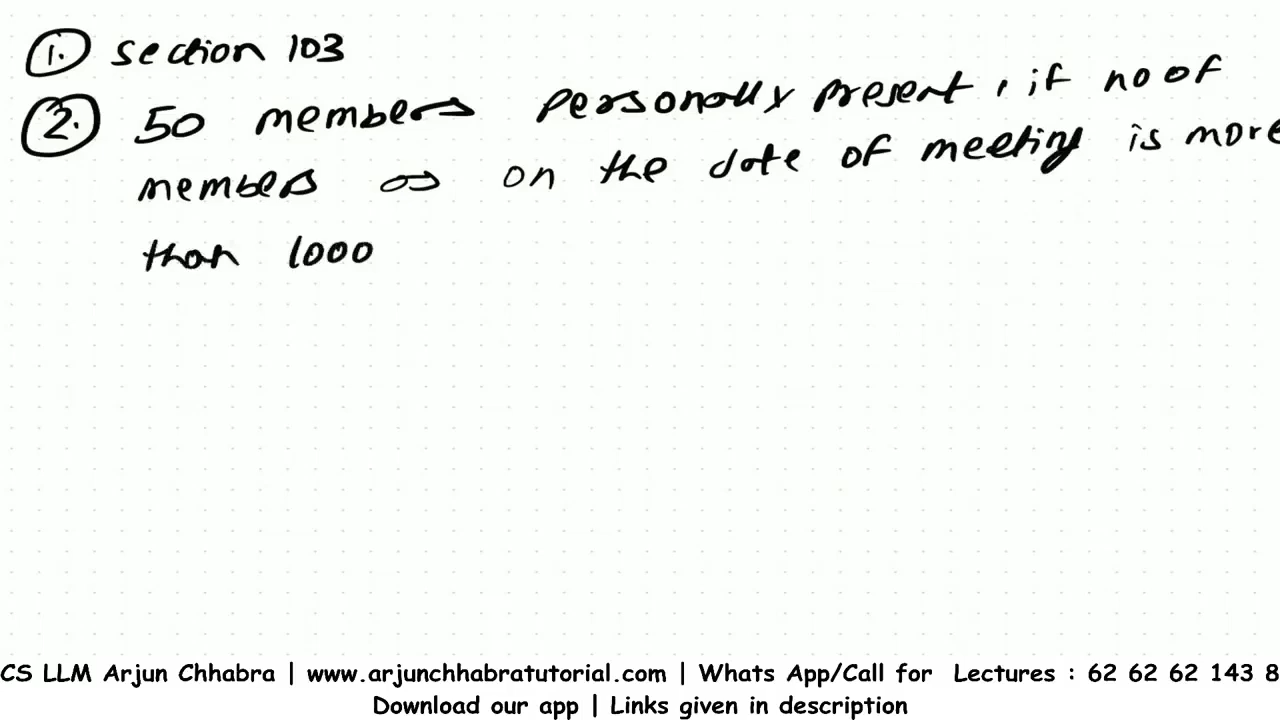 1. Section 103
2. 50 members personally present, if no of
members as on the date of meeting is more
than 1000
CS LLM Arjun Chhabra | www.arjunchhabratutorial.com | Whats App/Call for Lectures : 62 62 62 143 8
Download our app | Links given in description